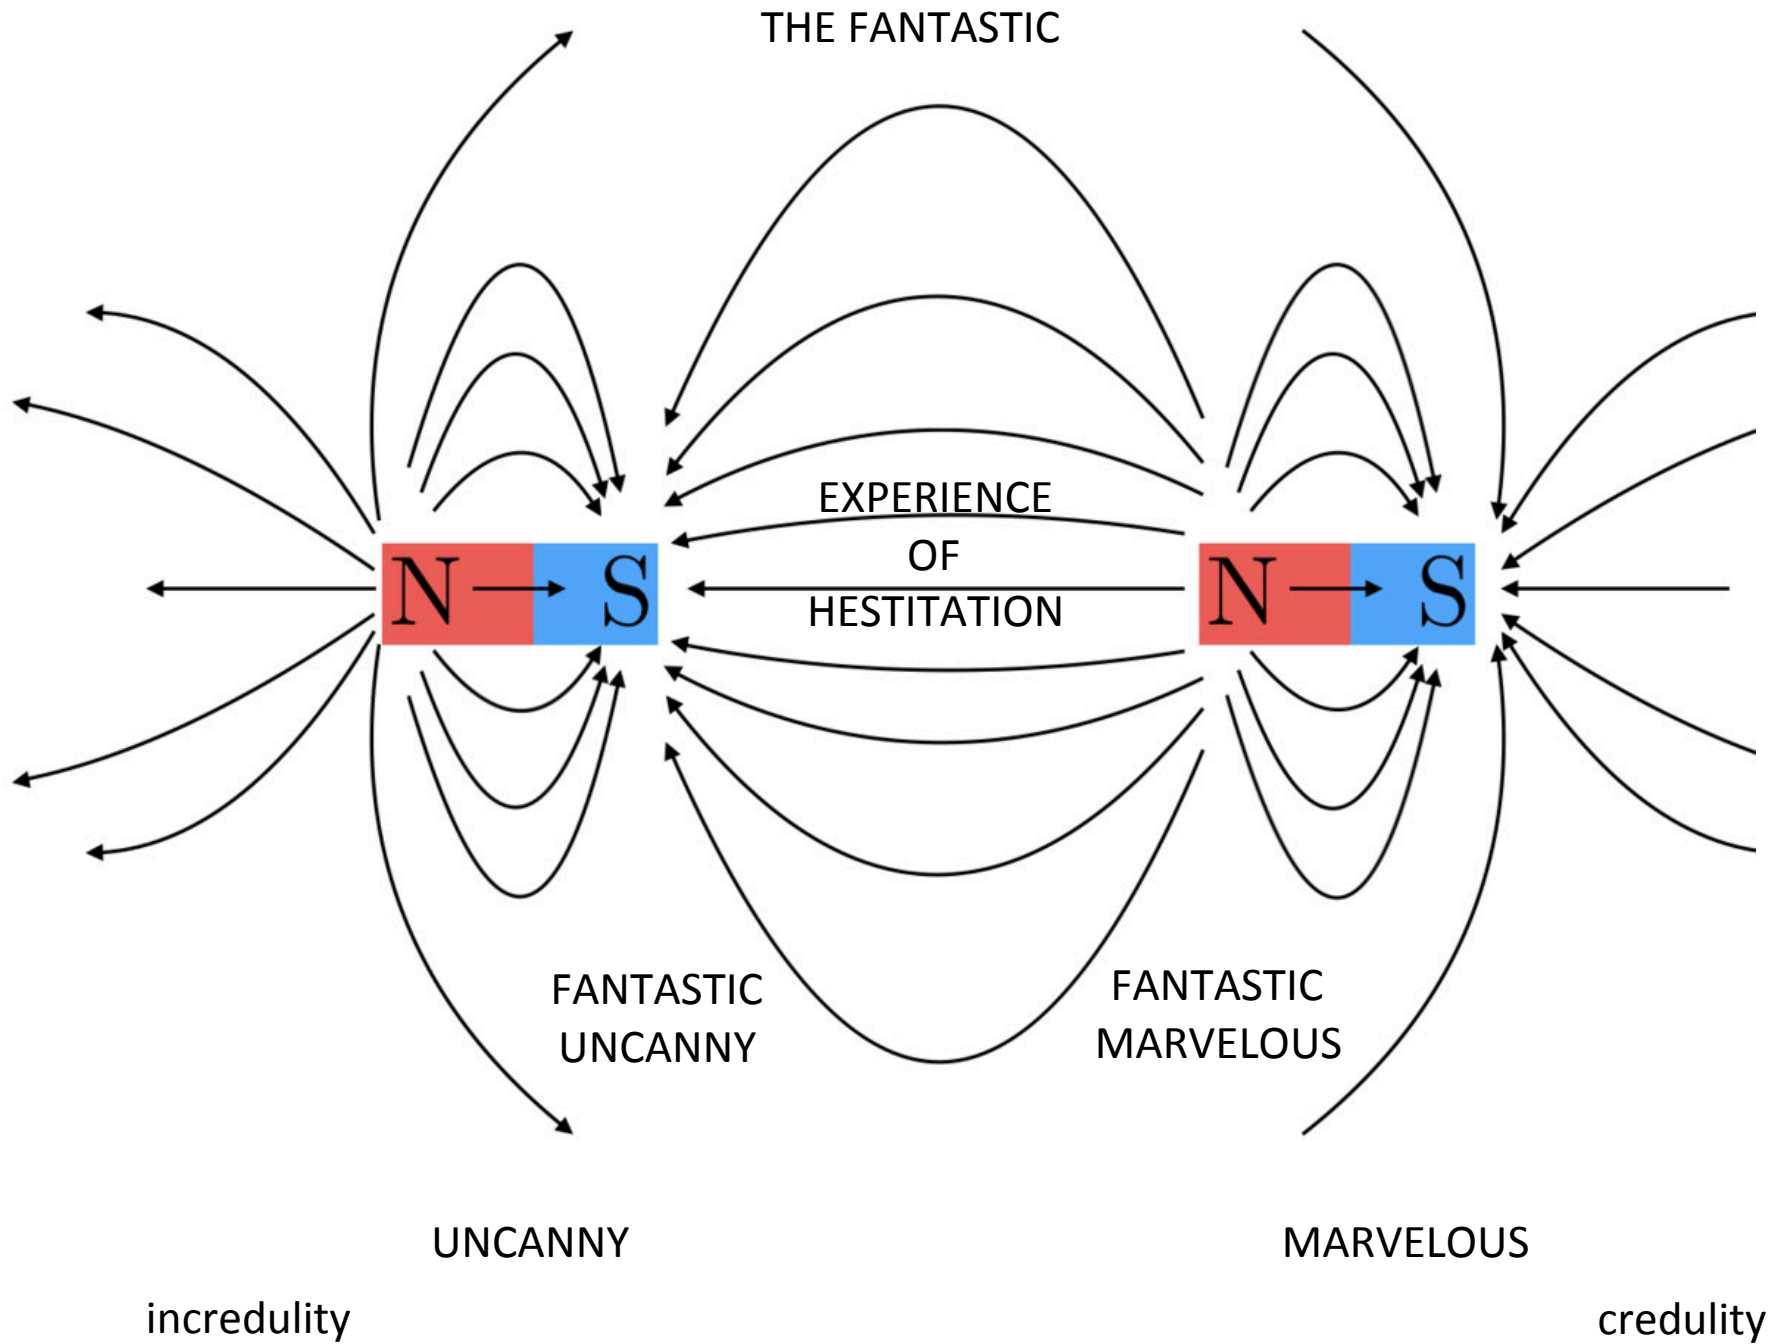 THE FANTASTIC
EXPERIENCE
OF
HESTITATION
N S N S
FANTASTIC
UNCANNY
FANTASTIC
MARVELOUS
UNCANNY
MARVELOUS
incredulity
credulity